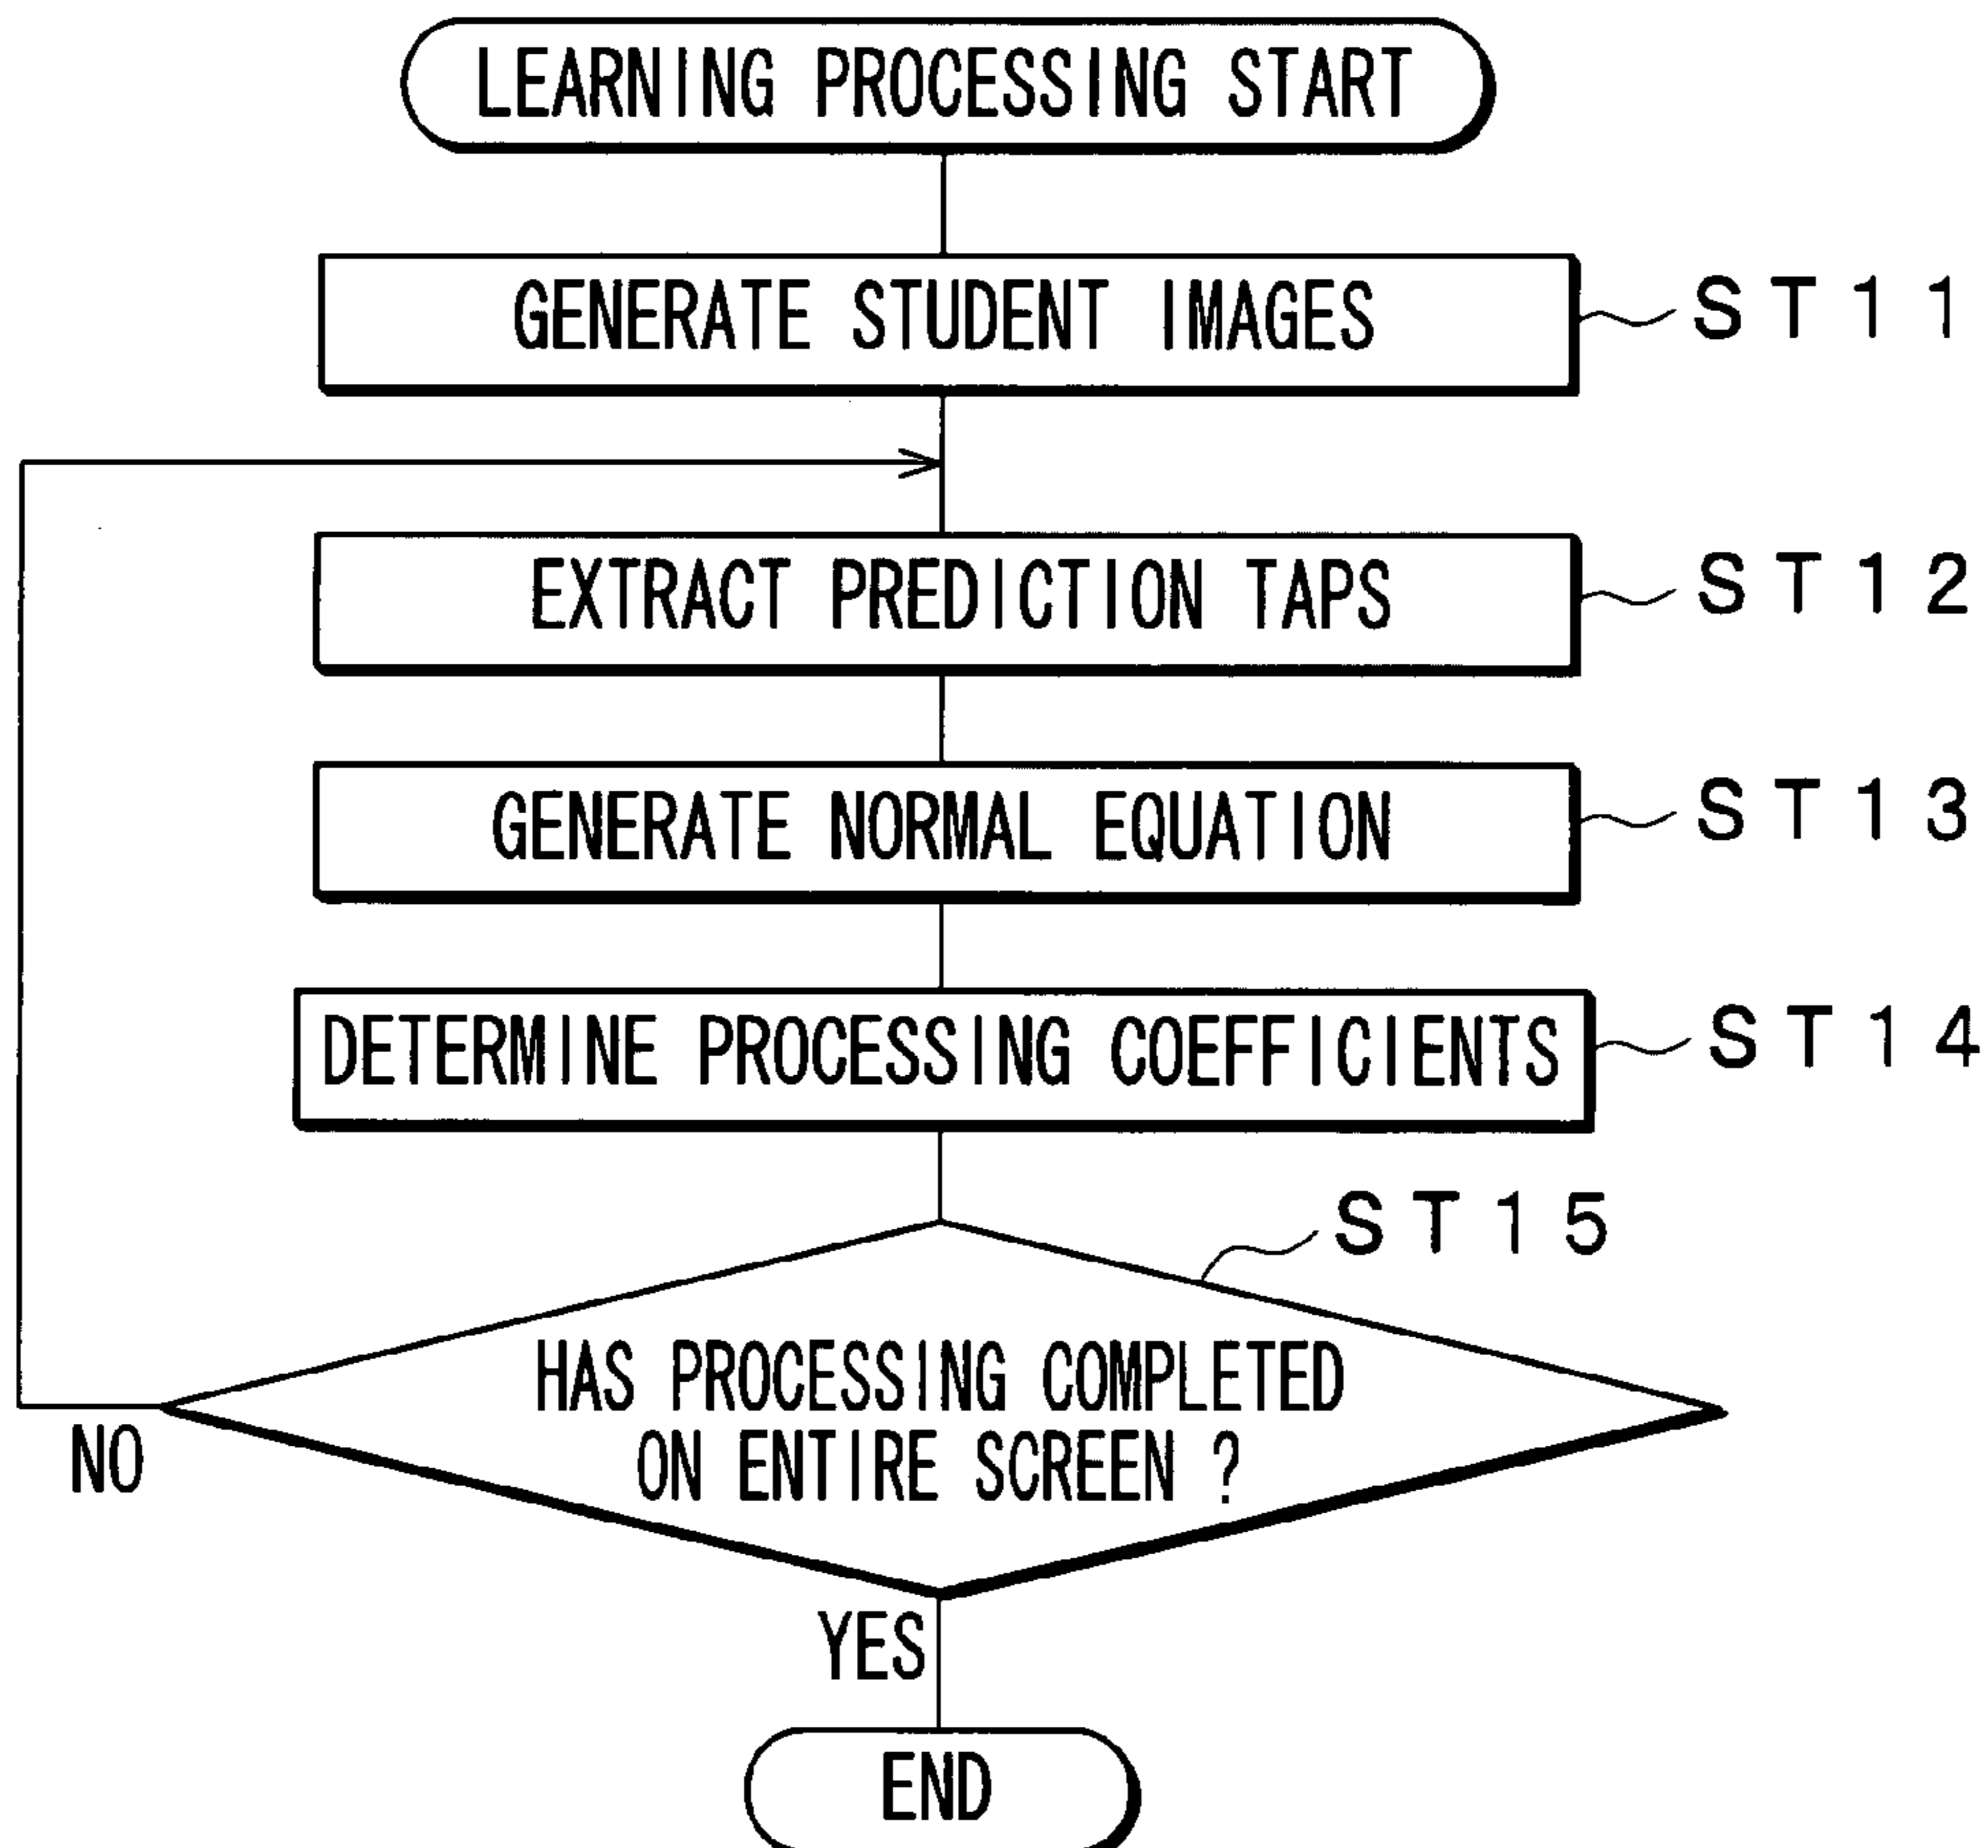 LEARNING PROCESSING START
GENERATE STUDENT IMAGES
ST11
EXTRACT PREDICTION TAPS
ST12
GENERATE NORMAL EQUATION
ST13
DETERMINE PROCESSING COEFFICIENTS
ST14
ST15
HAS PROCESSING COMPLETED
ON ENTIRE SCREEN ?
NO
YES
END